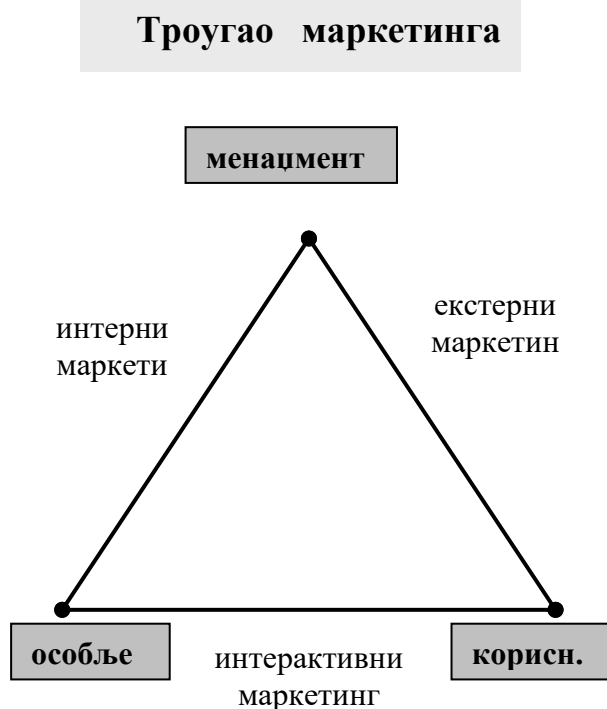 Троугао маркетинга
менаџмент
интерни
маркети
екстерни
маркетин
особље
интерактивни
маркетинг
корисн.